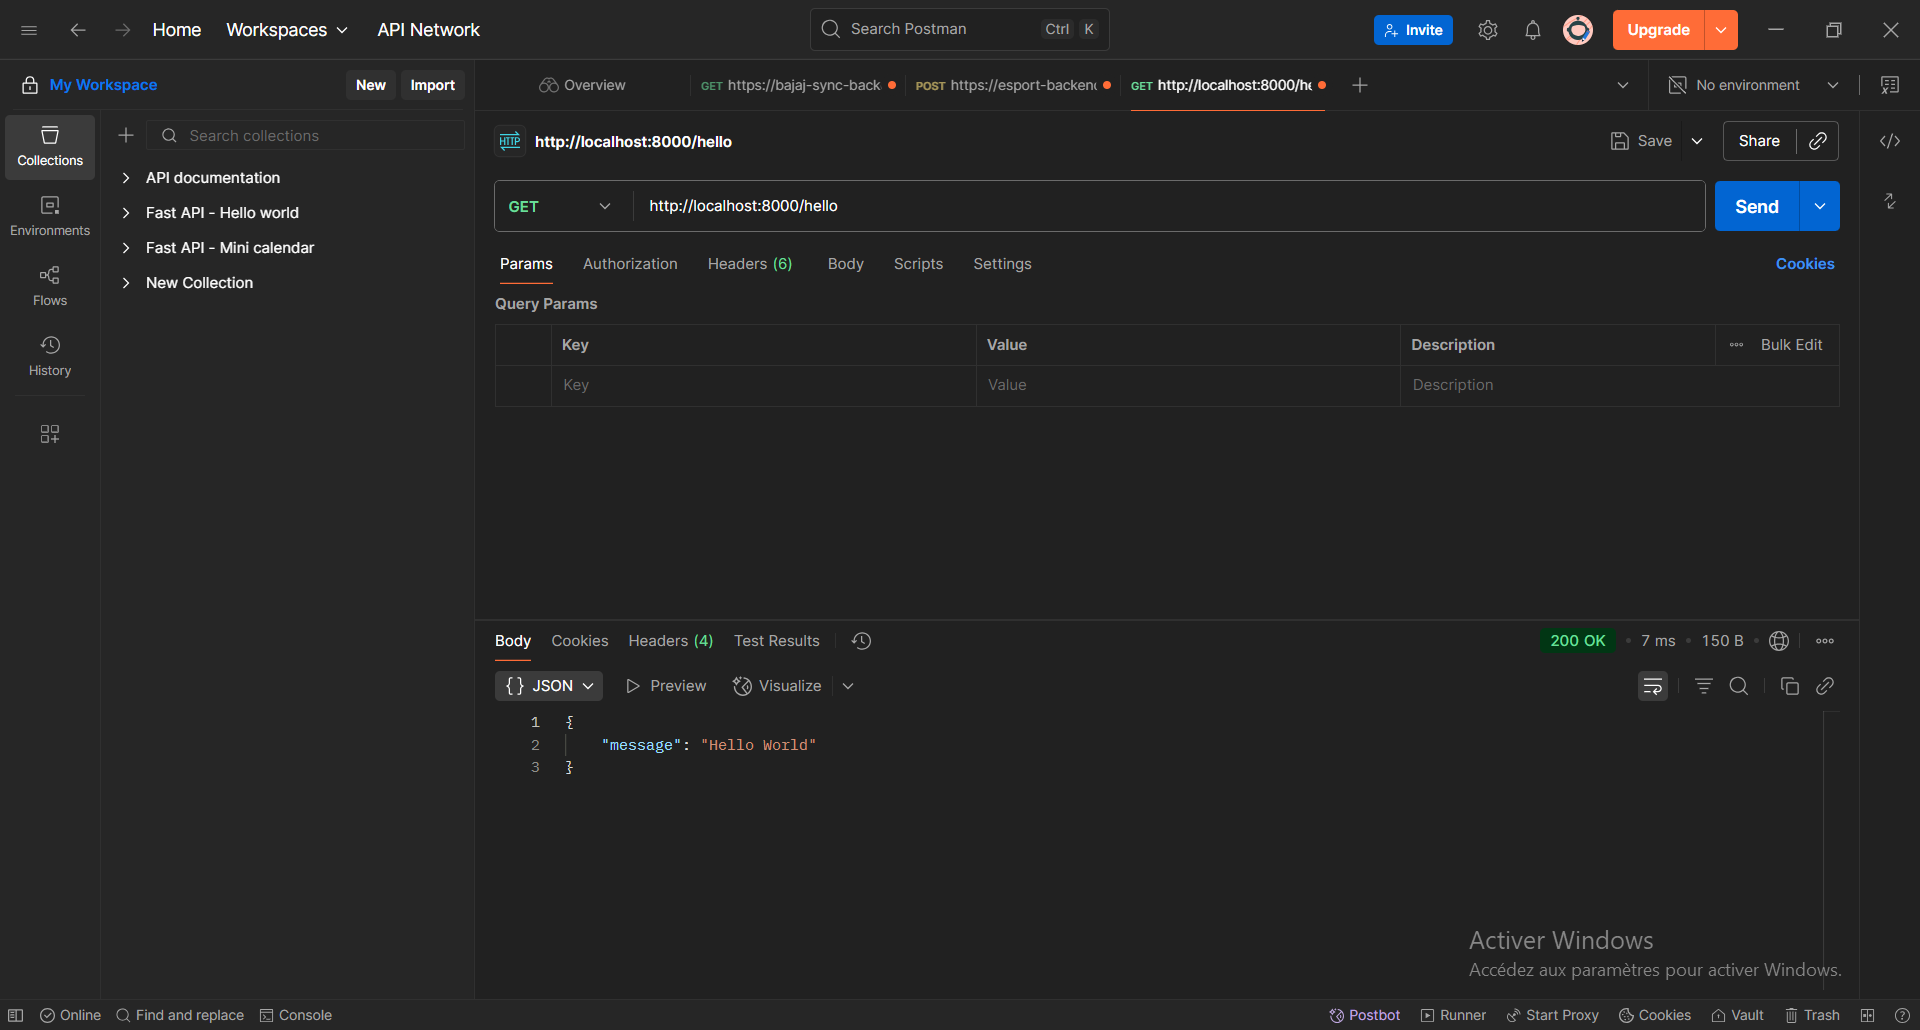 Home Workspaces API Network Search Postman Ctrl K Invite Upgrade
My Workspace New Import Overview GET https://bajaj-sync-back POST https://esport-backen GET http://localhost:8000/he No environment
Collections
Environments
Flows
History
Search collections
API documentation
Fast API - Hello world
Fast API - Mini calendar
New Collection
HTTP http://localhost:8000/hello Save Share
GET http://localhost:8000/hello Send
Params Authorization Headers (6) Body Scripts Settings Cookies
Query Params
Key Value Description Bulk Edit
Key Value Description
Body Cookies Headers (4) Test Results 200 OK • 7 ms • 150 B •
{} JSON Preview Visualize
1 {
2 "message": "Hello World"
3 }
Activer Windows
Accédez aux paramètres pour activer Windows.
Online Find and replace Console Postbot Runner Start Proxy Cookies Vault Trash